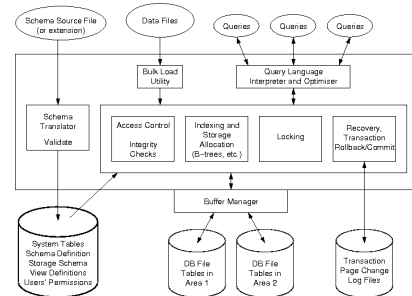 Schema Source File
(or extension)
Data Files
Queries
Queries
Queries
Bulk Load
Utility
Query Language
Interpreter and Optimiser
Schema
Translator
Validate
Access Control
Integrity
Checks
Indexing and
Storage
Allocation
(B-trees, etc.)
Locking
Recovery,
Transaction
Rollback/Commit
Buffer Manager
System Tables
Schema Definition
Storage Schema
View Definitions
Users' Permissions
DB File
Tables in
Area 1
DB File
Tables in
Area 2
Transaction
Page Change
Log Files